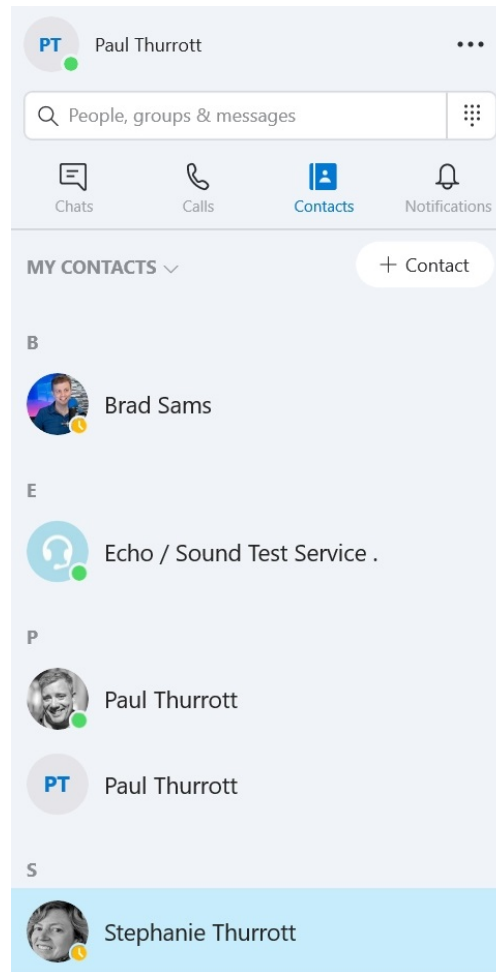 PT Paul Thurrott
People, groups & messages
Chats Calls Contacts Notifications
MY CONTACTS + Contact
B
Brad Sams
E
Echo / Sound Test Service .
P
Paul Thurrott
PT Paul Thurrott
S
Stephanie Thurrott